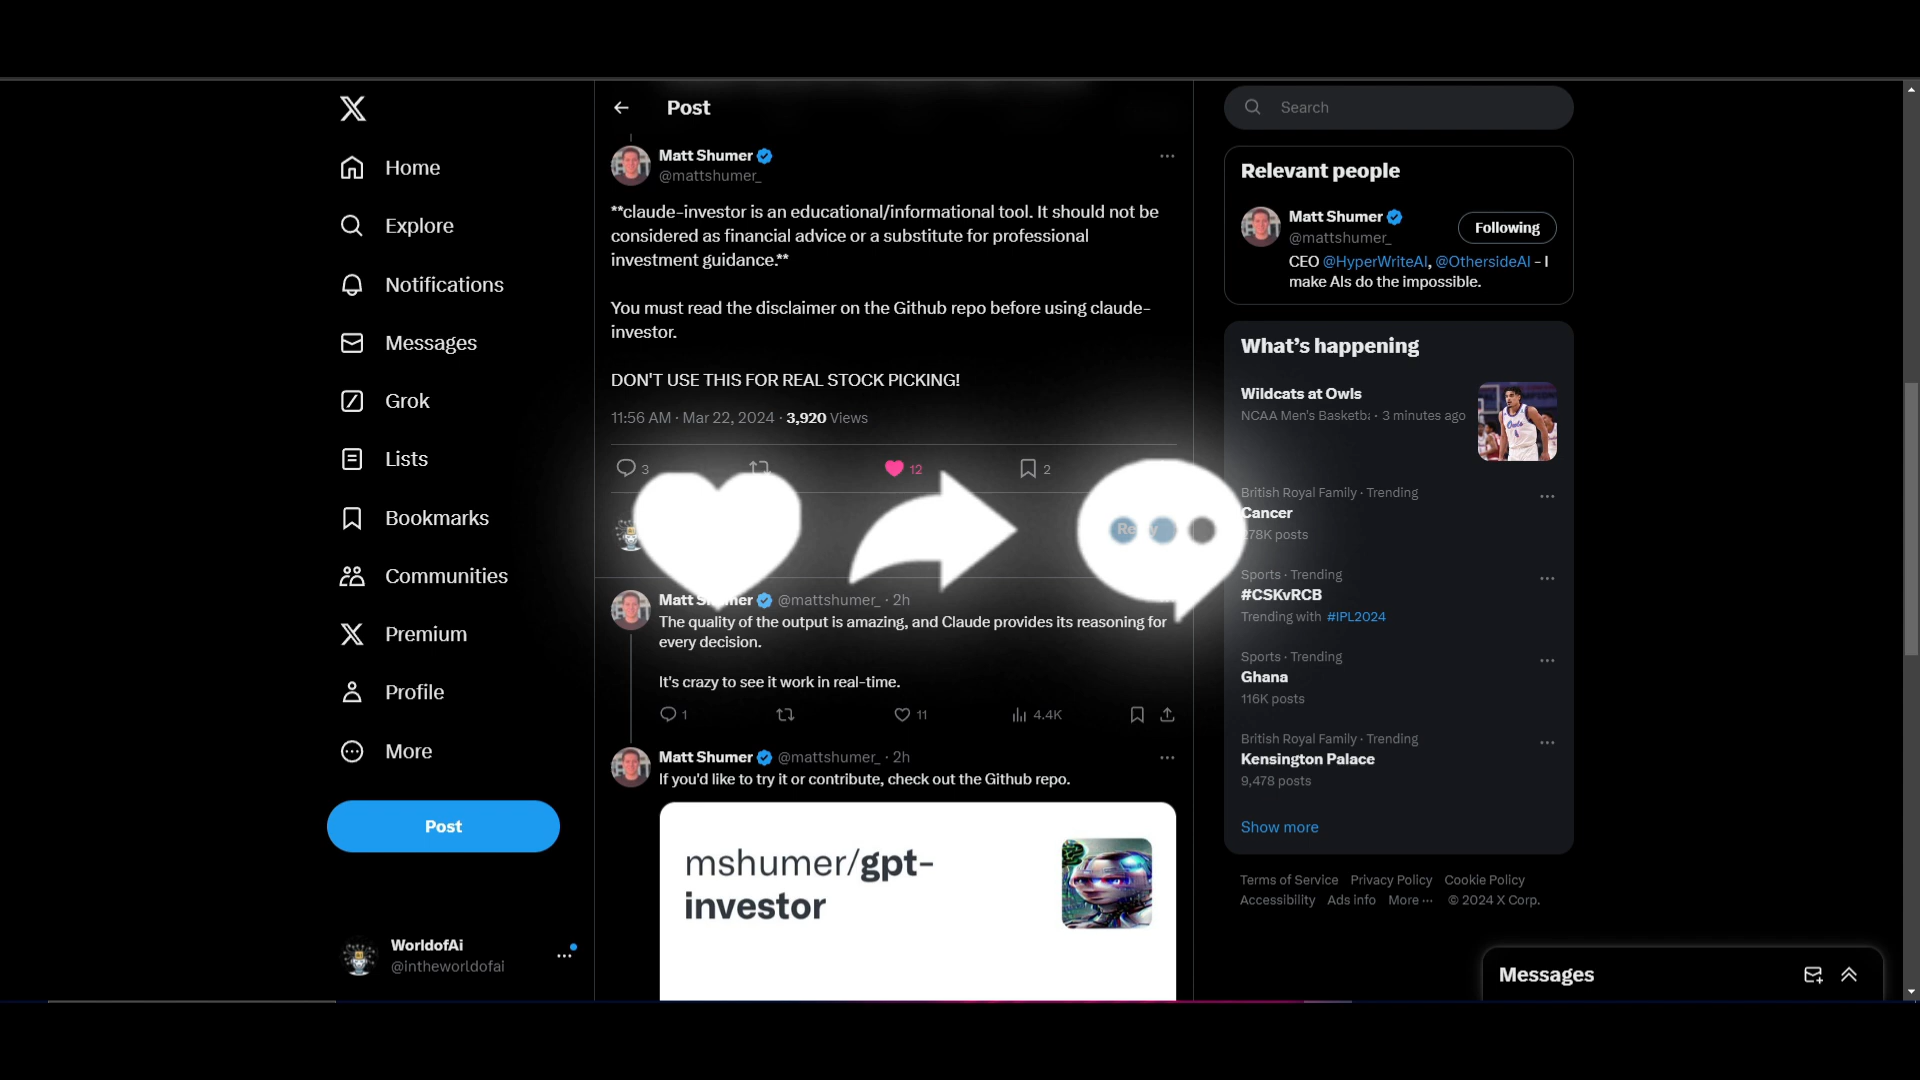 Home
Explore
Notifications
Messages
Grok
Lists
Bookmarks
Communities
Premium
Profile
More
Post
WorldofAi
@intheworldofai
Post
Matt Shumer
@mattshumer_
**claude-investor is an educational/informational tool. It should not be
considered as financial advice or a substitute for professional
investment guidance.**
You must read the disclaimer on the Github repo before using claude-
investor.
DON'T USE THIS FOR REAL STOCK PICKING!
11:56 AM · Mar 22, 2024 · 3,920 Views
3
12
2
Matt Shumer @mattshumer_ · 2h
The quality of the output is amazing, and Claude provides its reasoning for
every decision.
It's crazy to see it work in real-time.
1
11
4.4K
Matt Shumer @mattshumer_ · 2h
If you'd like to try it or contribute, check out the Github repo.
mshumer/gpt-
investor
Search
Relevant people
Matt Shumer
@mattshumer_
Following
CEO @HyperWriteAI, @OthersideAI - I
make AIs do the impossible.
What's happening
Wildcats at Owls
NCAA Men's Basketba · 3 minutes ago
British Royal Family · Trending
Cancer
278K posts
Sports · Trending
#CSKvRCB
Trending with #IPL2024
Sports · Trending
Ghana
116K posts
British Royal Family · Trending
Kensington Palace
9,478 posts
Show more
Terms of Service Privacy Policy Cookie Policy
Accessibility Ads info More ··· © 2024 X Corp.
Messages